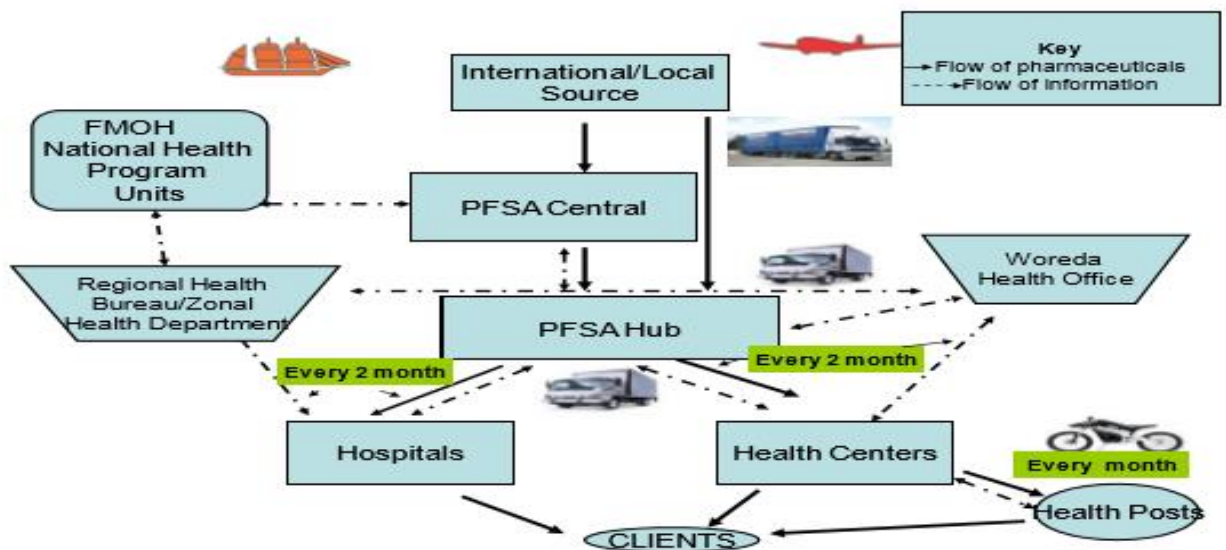 International/Local
Source
Key
Flow of pharmaceuticals
Flow of information
FMOH
National Health
Program
Units
PFSA Central
Regional Health
Bureau/Zonal
Health Department
Woreda
Health Office
PFSA Hub
Every 2 month
Every 2 month
Hospitals
Health Centers
Every month
Health Posts
CLIENTS